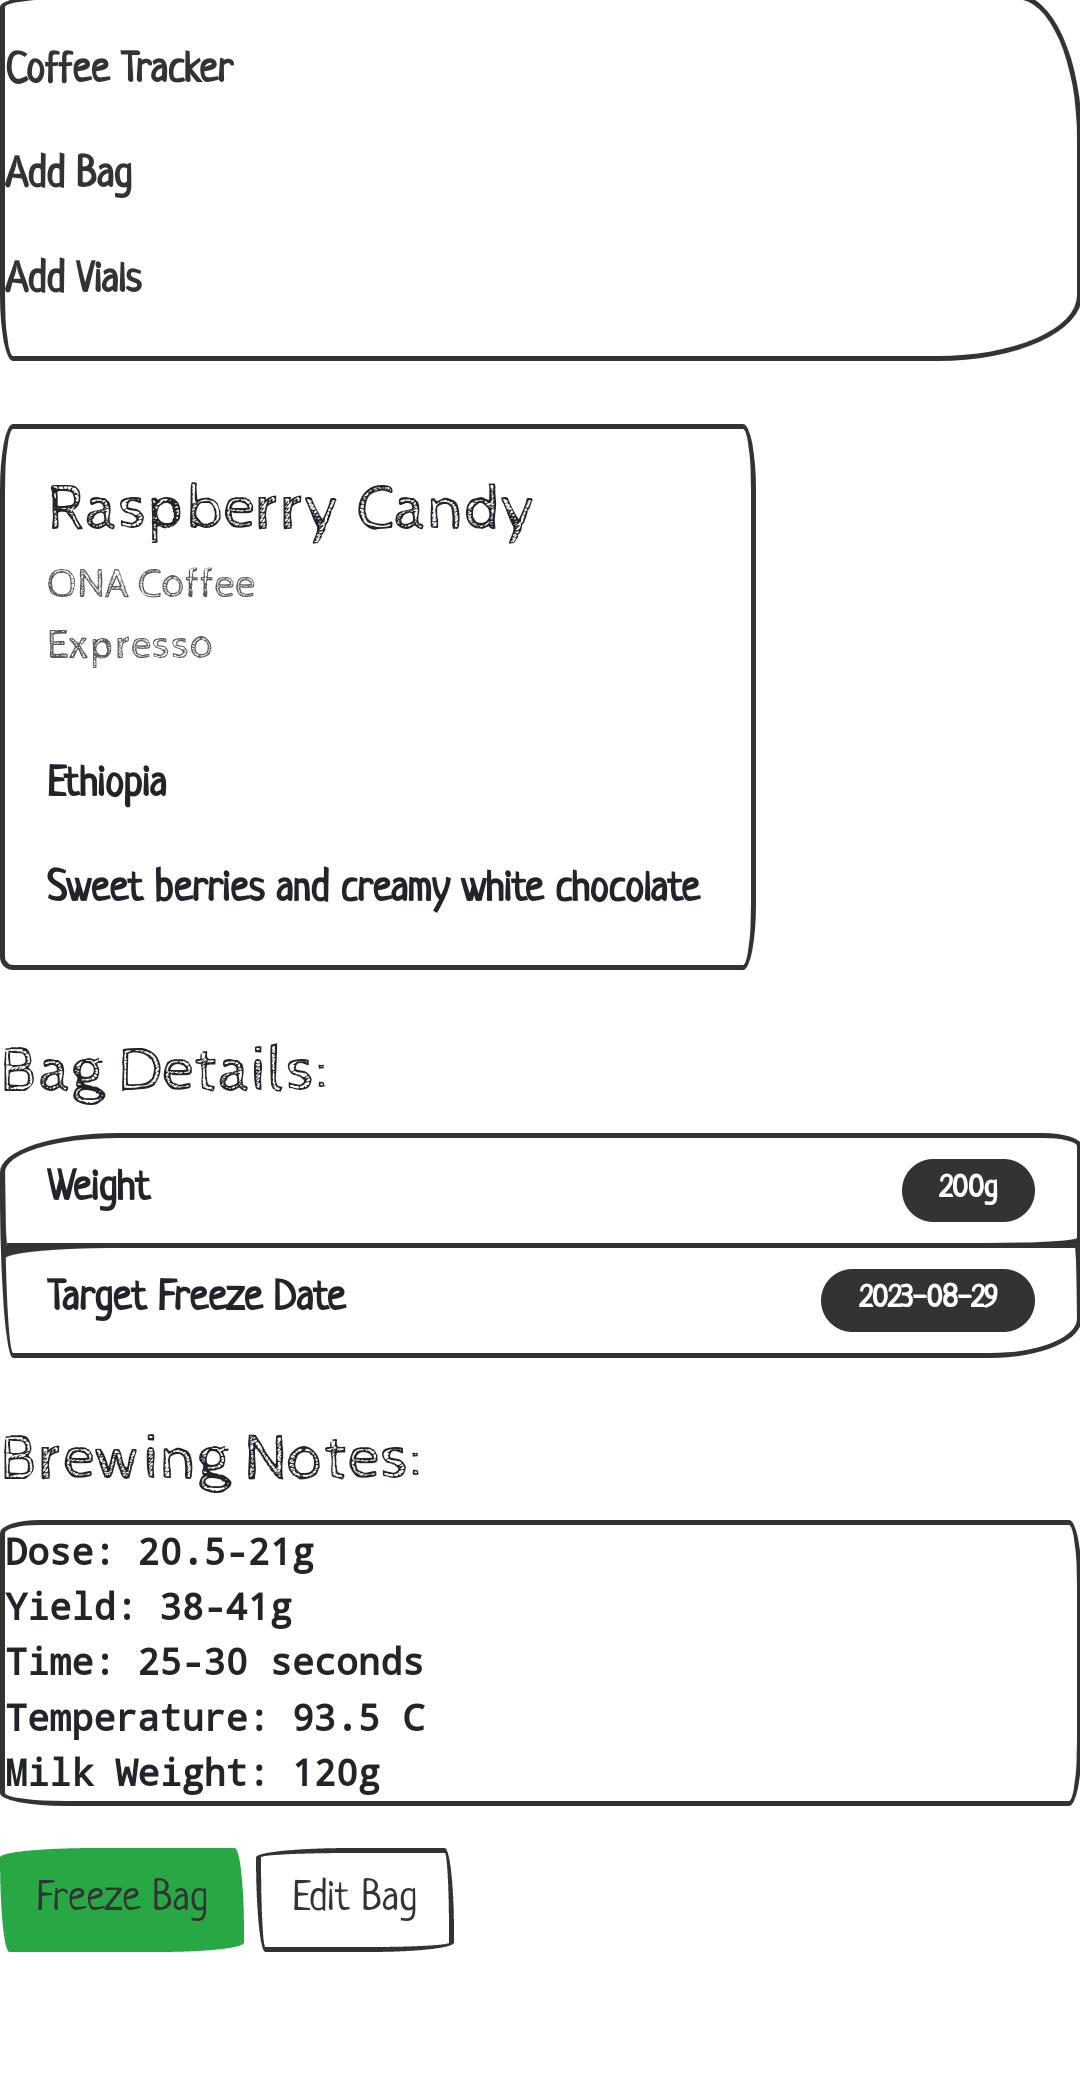 Coffee Tracker
Add Bag
Add Vials
Raspberry Candy
ONA Coffee
Expresso
Ethiopia
Sweet berries and creamy white chocolate
Bag Details:
Weight 200g
Target Freeze Date 2023-08-29
Brewing Notes:
Dose: 20.5-21g
Yield: 38-41g
Time: 25-30 seconds
Temperature: 93.5 C
Milk Weight: 120g
Freeze Bag Edit Bag